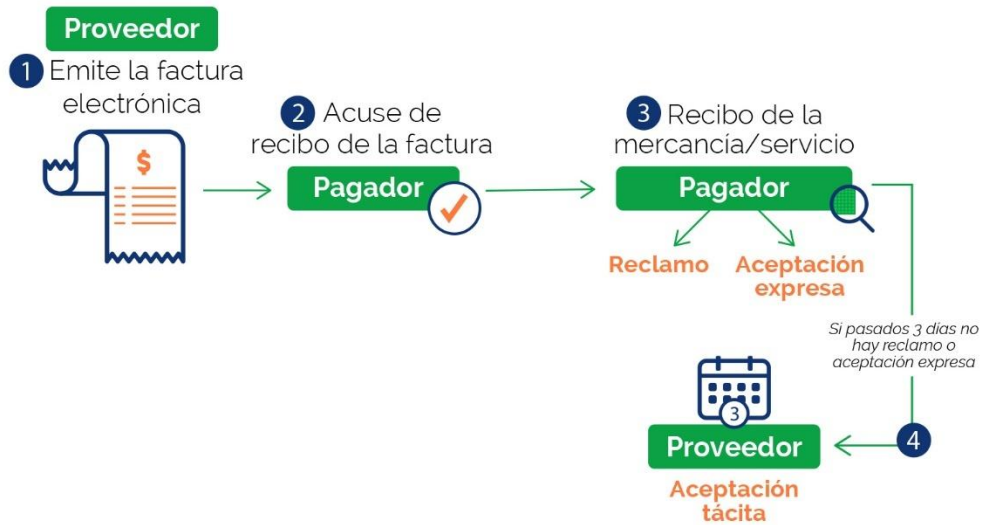 Proveedor
1 Emite la factura
electrónica
$
2 Acuse de
recibo de la factura
Pagador
3 Recibo de la
mercancía/servicio
Pagador
Reclamo
Aceptación
expresa
Si pasados 3 días no
hay reclamo o
aceptación expresa
3
Proveedor
4
Aceptación
tácita